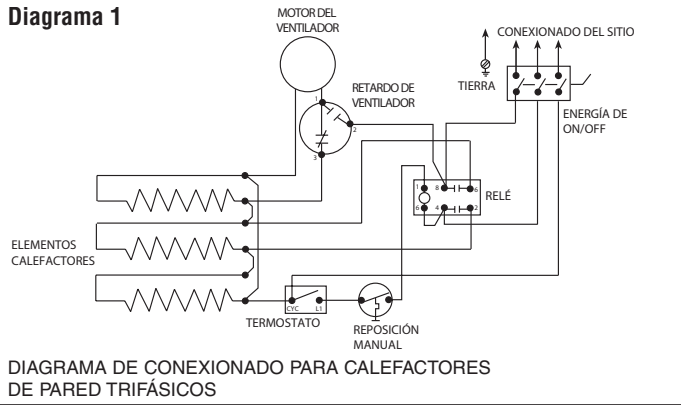 Diagrama 1
MOTOR DEL
VENTILADOR
CONEXIONADO DEL SITIO
TIERRA
RETARDO DE
VENTILADOR
ENERGÍA DE
ON/OFF
1
2
3
1
8
6
RELÉ
6
4
2
ELEMENTOS
CALEFACTORES
CYC
L1
TERMOSTATO
REPOSICIÓN
MANUAL
DIAGRAMA DE CONEXIONADO PARA CALEFACTORES
DE PARED TRIFÁSICOS